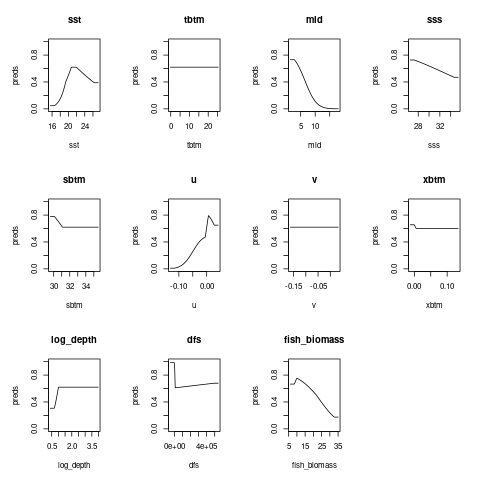 sst
tbtm
mld
sss
preds
0.0 0.4 0.8
16 18 20 24
sst
preds
0.0 0.4 0.8
0 5 10 20
tbtm
preds
0.0 0.4 0.8
5 10
mld
preds
0.0 0.4 0.8
28 32
sss
sbtm
u
v
xbtm
preds
0.0 0.4 0.8
30 32 34
sbtm
preds
0.0 0.4 0.8
-0.10 0.00
u
preds
0.0 0.4 0.8
-0.15 -0.05
v
preds
0.0 0.4 0.8
0.00 0.10
xbtm
log_depth
dfs
fish_biomass
preds
0.0 0.4 0.8
0.5 2.0 3.5
log_depth
preds
0.0 0.4 0.8
0e+00 4e+05
dfs
preds
0.0 0.4 0.8
5 15 25 35
fish_biomass